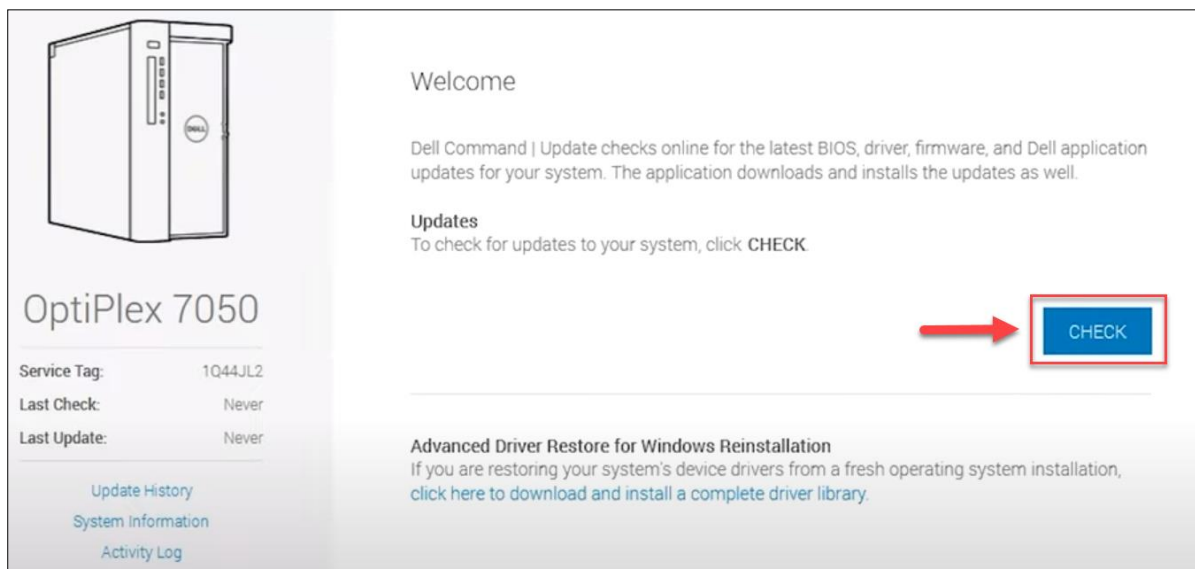 DELL
OptiPlex 7050
Service Tag: 1Q44JL2
Last Check: Never
Last Update: Never
Update History
System Information
Activity Log
Welcome
Dell Command | Update checks online for the latest BIOS, driver, firmware, and Dell application
updates for your system. The application downloads and installs the updates as well.
Updates
To check for updates to your system, click CHECK.
CHECK
Advanced Driver Restore for Windows Reinstallation
If you are restoring your system's device drivers from a fresh operating system installation,
click here to download and install a complete driver library.